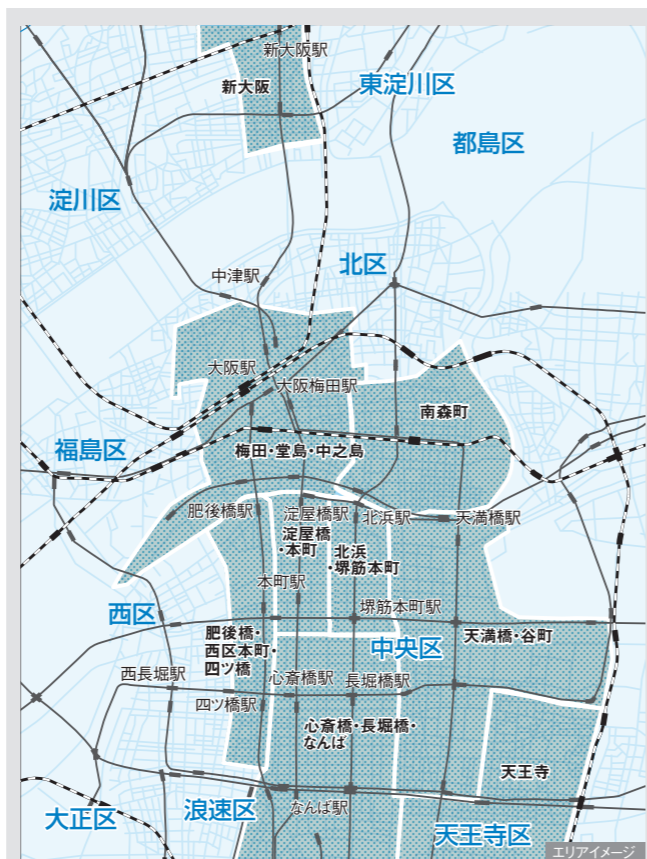 新大阪駅
新大阪
東淀川区
都島区
淀川区
北区
中津駅
大阪駅
大阪梅田駅
南森町
福島区
梅田・堂島・中之島
肥後橋駅
淀屋橋駅
北浜駅
天満橋駅
淀屋橋
・本町
北浜
・堺筋本町
本町駅
堺筋本町駅
西区
肥後橋・
西区本町・
四ツ橋
中央区
天満橋・谷町
西長堀駅
心斎橋駅
長堀橋駅
四ツ橋駅
心斎橋・長堀橋・
なんば
天王寺
大正区
浪速区
なんば駅
天王寺区
エリアイメージ